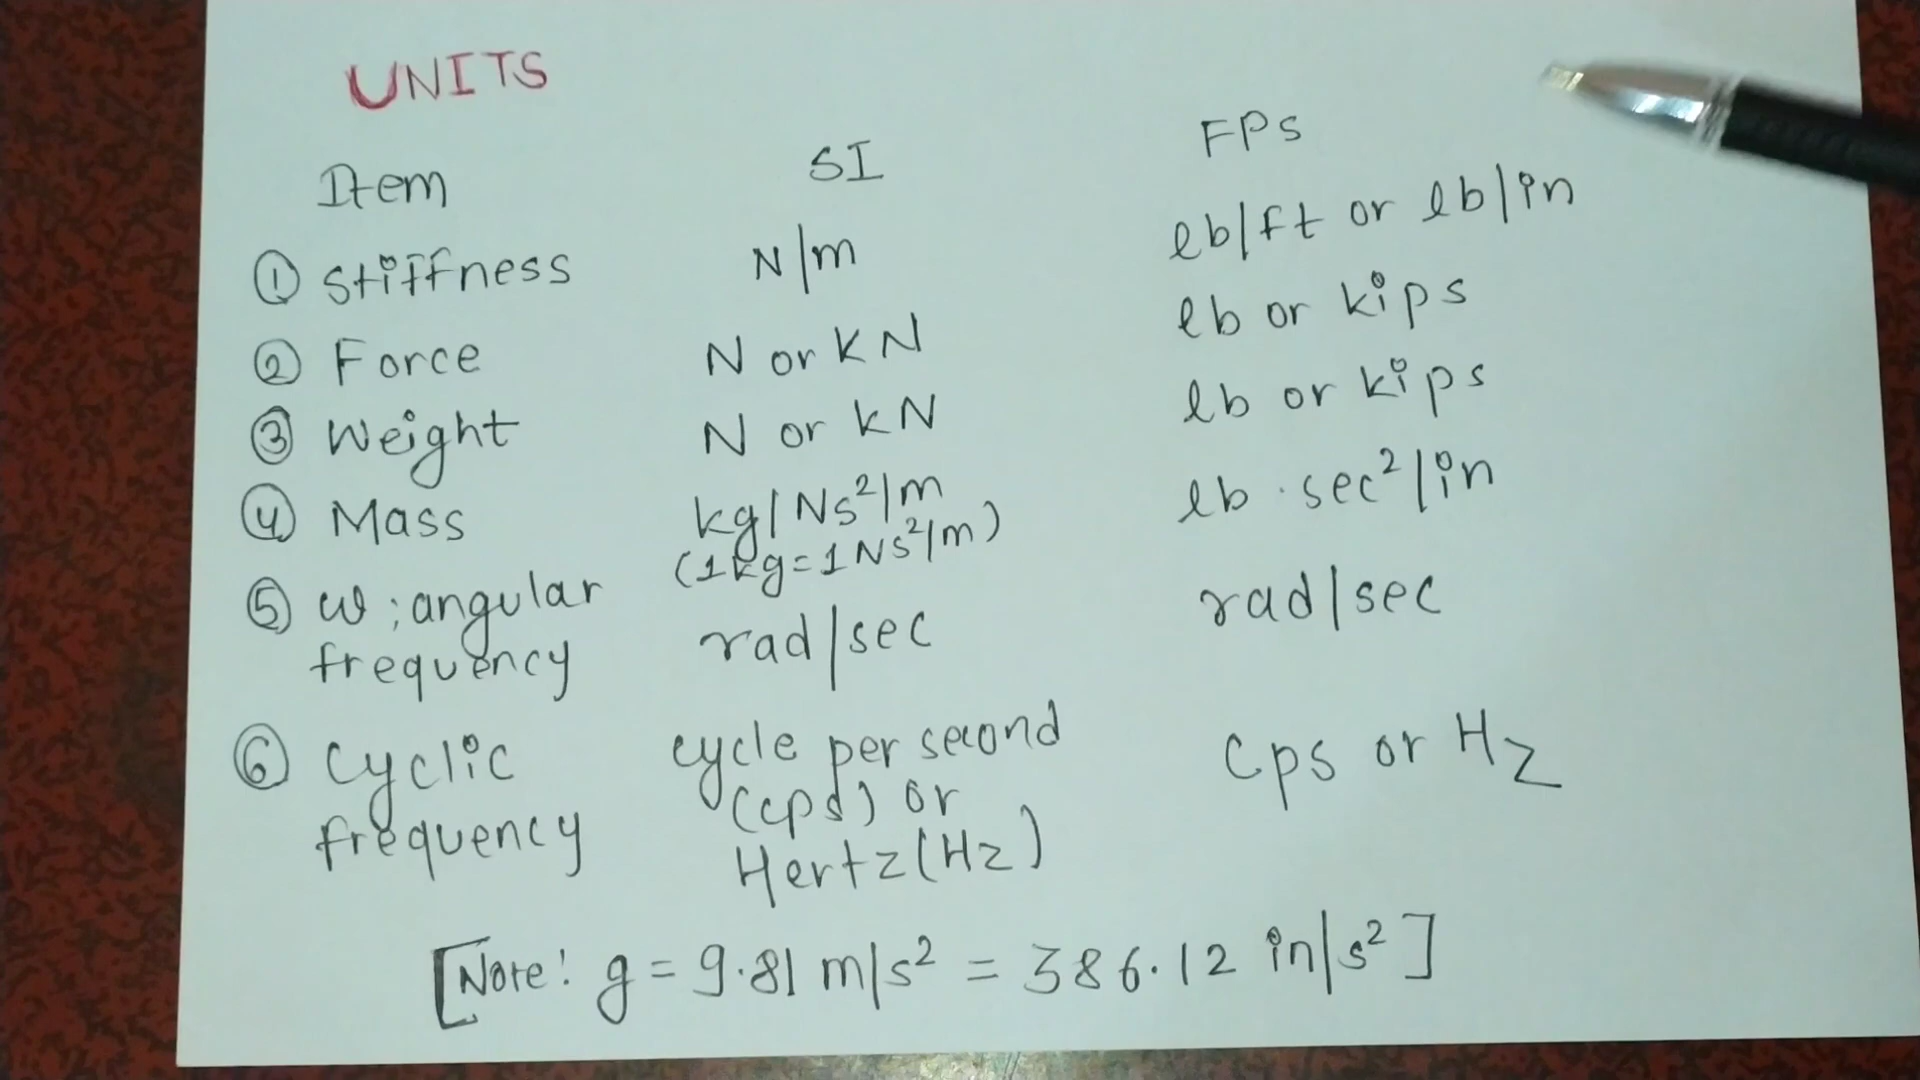 UNITS
Item SI FPS
① Stiffness N/m lb/ft or lb/in
② Force N or KN lb or kips
③ Weight N or kN lb or kips
④ Mass kg/Ns²/m lb·sec²/in
(1kg=1Ns²/m)
⑤ ω; angular rad/sec rad/sec
frequency
⑥ Cyclic cycle per second Cps or Hz
frequency (cps) or
Hertz (Hz)
[Note: g = 9.81 m/s² = 386.12 in/s²]